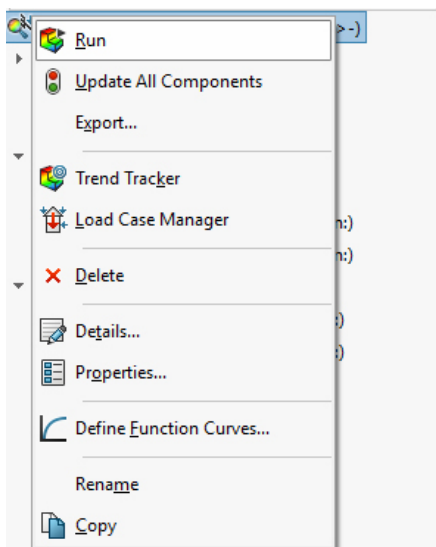 >-)
Run
Update All Components
Export...
Trend Tracker
Load Case Manager
n:)
n:)
Delete
:)
Details...
:)
Properties...
Define Function Curves...
Rename
Copy